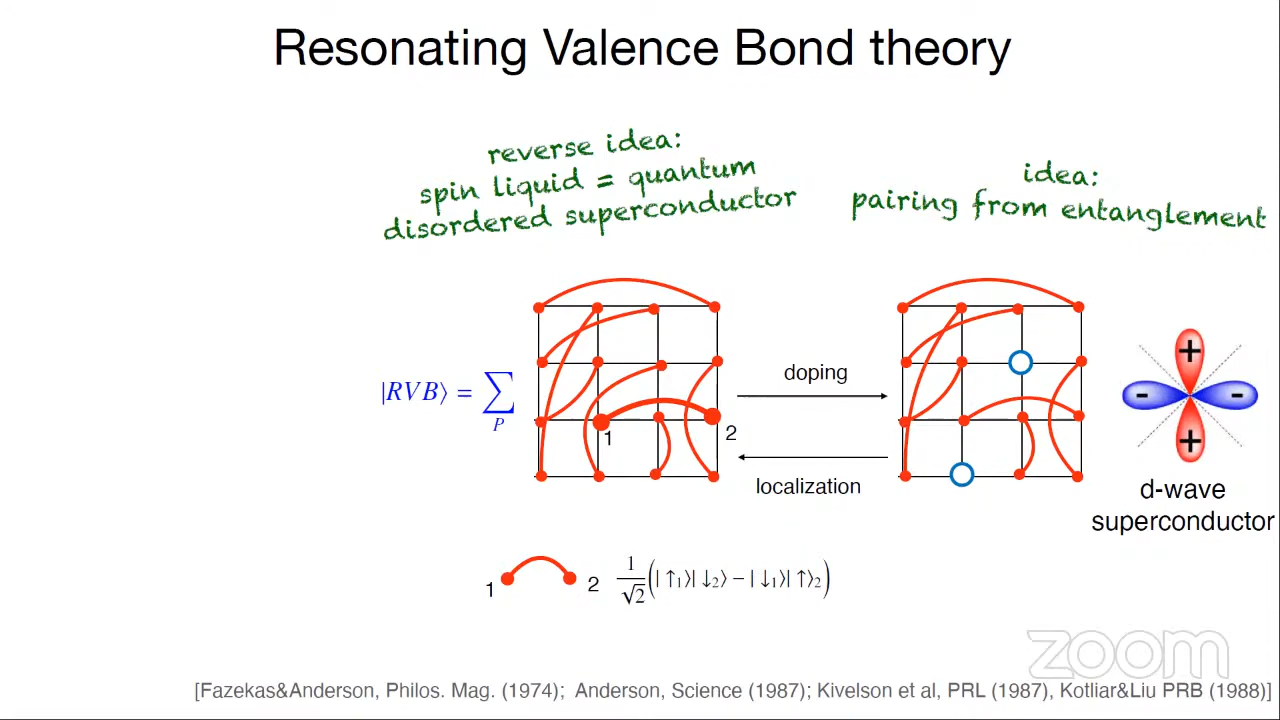 Resonating Valence Bond theory
reverse idea:
spin liquid = quantum
disordered superconductor
idea:
pairing from entanglement
|RVB⟩ = ∑
P
1
2
doping
localization
+
- -
+
d-wave
superconductor
1 2 1/√2 (|↑₁⟩|↓₂⟩ − |↓₁⟩|↑⟩₂)
zoom
[Fazekas&Anderson, Philos. Mag. (1974); Anderson, Science (1987); Kivelson et al, PRL (1987), Kotliar&Liu PRB (1988)]